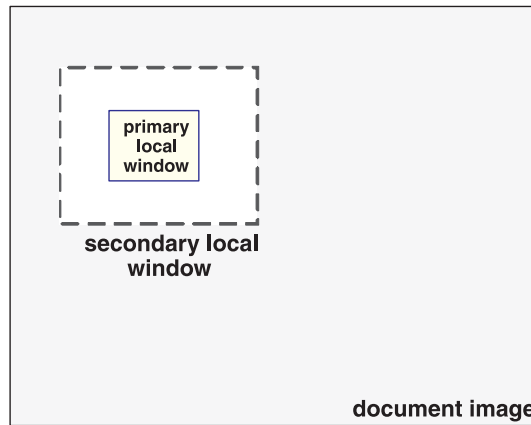 primary
local
window
secondary local
window
document image